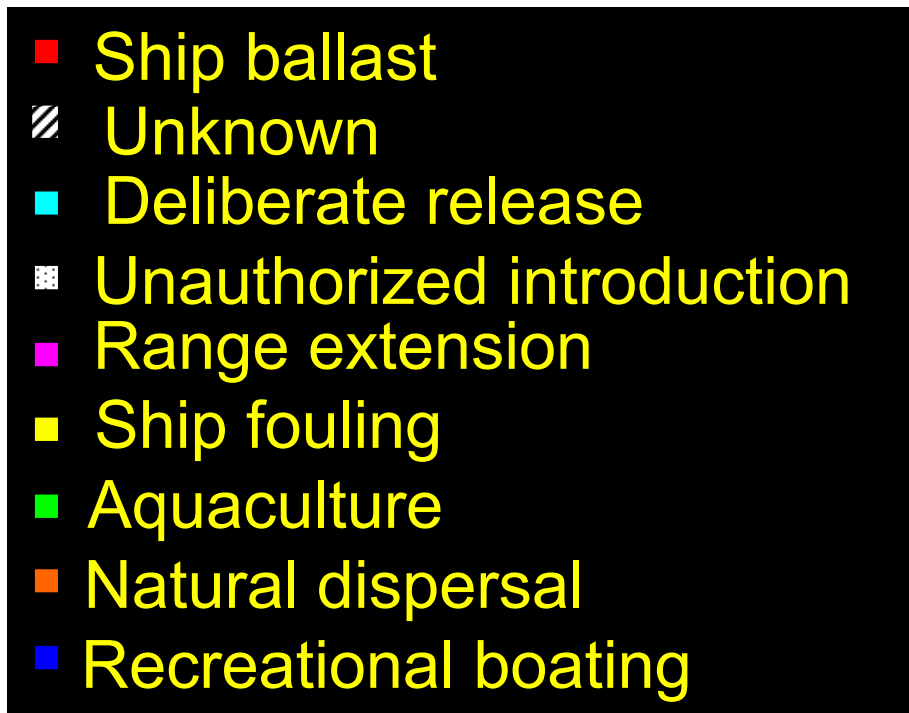 Ship ballast
Unknown
Deliberate release
Unauthorized introduction
Range extension
Ship fouling
Aquaculture
Natural dispersal
Recreational boating